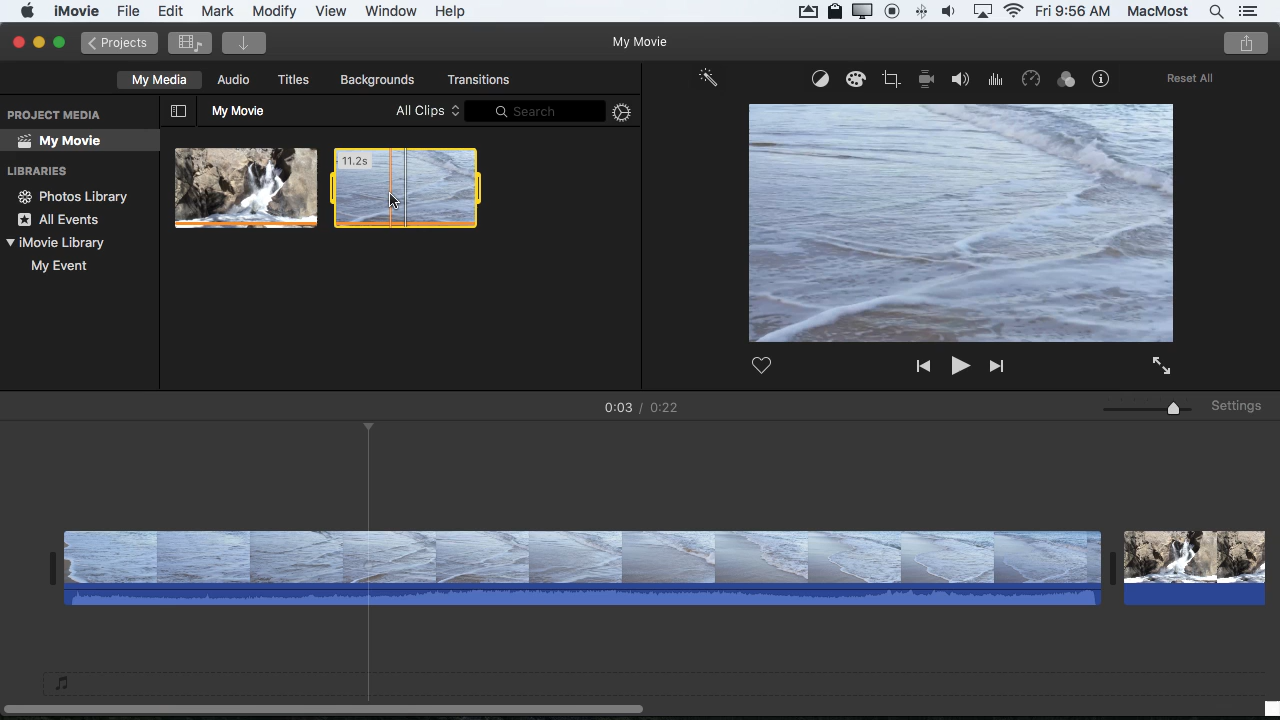 iMovie File Edit Mark Modify View Window Help Fri 9:56 AM MacMost
Projects My Movie
My Media Audio Titles Backgrounds Transitions Reset All
PROJECT MEDIA My Movie All Clips Search
My Movie
LIBRARIES
Photos Library
All Events
iMovie Library
My Event
11.2s
0:03 / 0:22 Settings